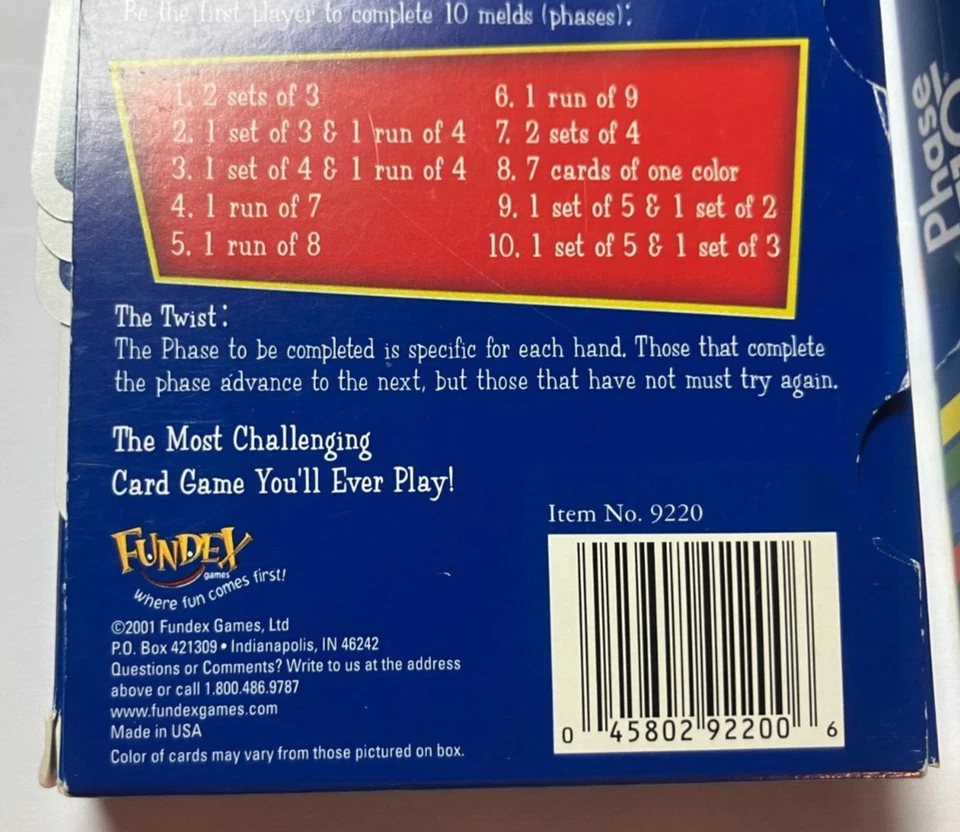 Be the first player to complete 10 melds (phases):
1. 2 sets of 3
2. 1 set of 3 & 1 run of 4
3. 1 set of 4 & 1 run of 4
4. 1 run of 7
5. 1 run of 8
6. 1 run of 9
7. 2 sets of 4
8. 7 cards of one color
9. 1 set of 5 & 1 set of 2
10. 1 set of 5 & 1 set of 3
The Twist:
The Phase to be completed is specific for each hand. Those that complete
the phase advance to the next, but those that have not must try again.
The Most Challenging
Card Game You'll Ever Play!
FUNDEX
games
where fun comes first!
©2001 Fundex Games, Ltd
P.O. Box 421309 • Indianapolis, IN 46242
Questions or Comments? Write to us at the address
above or call 1.800.486.9787
www.fundexgames.com
Made in USA
Color of cards may vary from those pictured on box.
Item No. 9220
0 45802 92200 6
Phase